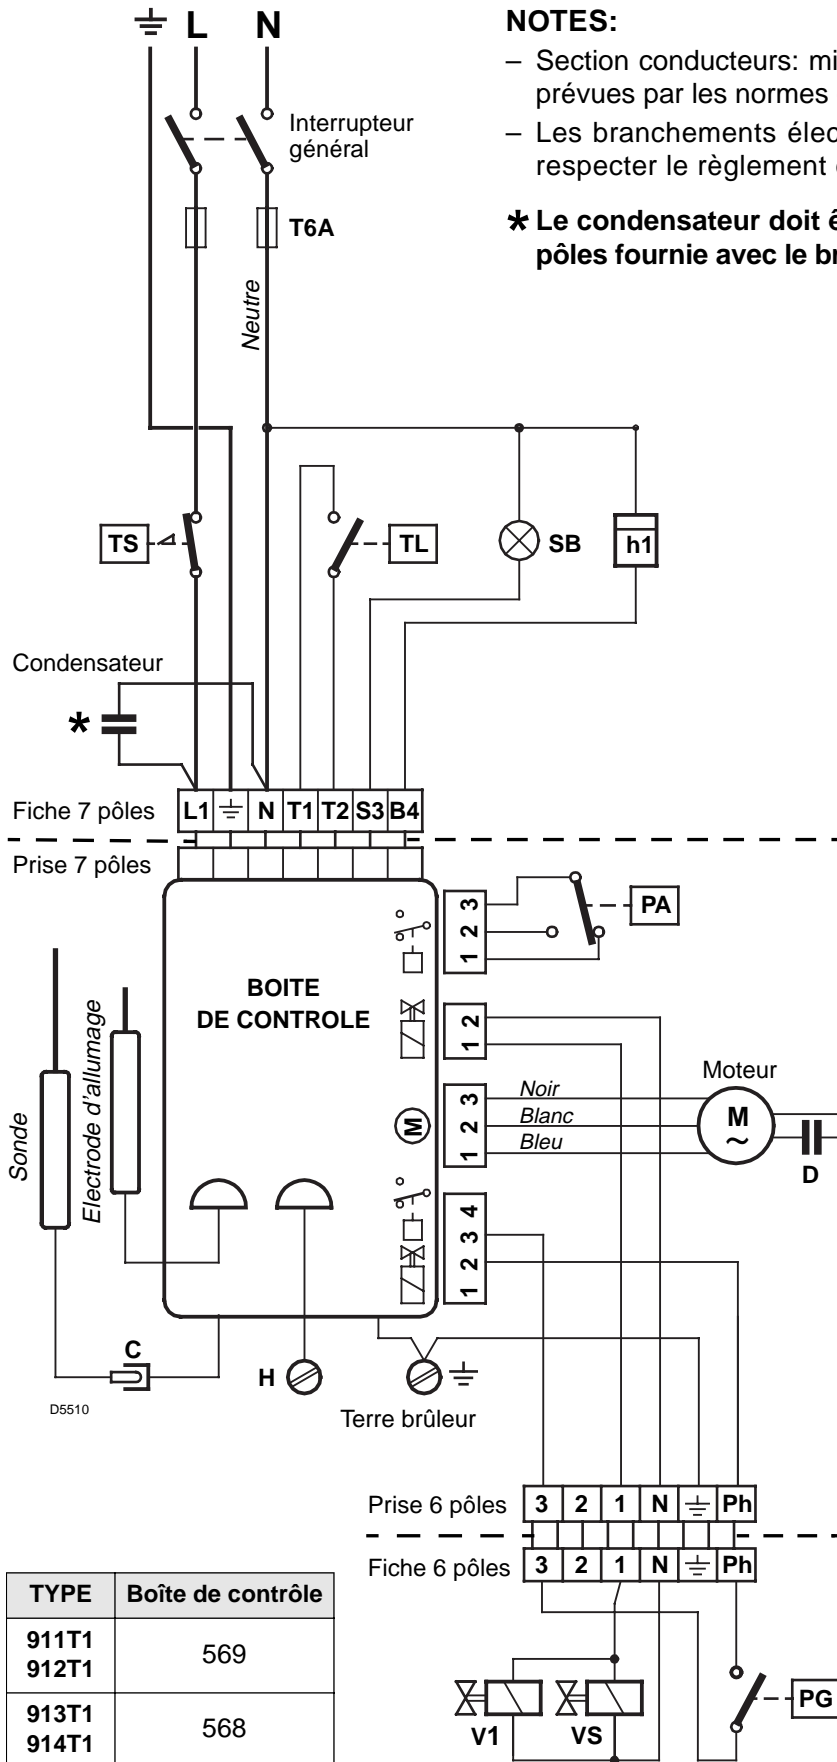 L N
NOTES:
– Section conducteurs:
prévues par les normes
– Les branchements
respecter le règlement
* Le condensateur doit
pôles fournie avec le
Interrupteur
général
T6A
Neutre
TS
TL
SB
h1
Condensateur
*
Fiche 7 pôles L1 N T1 T2 S3 B4
Prise 7 pôles
3
2
1
PA
BOITE
DE CONTROLE
2
1
Electrode d'allumage
Sonde
Moteur
3 Noir
2 Blanc
1 Bleu
M
M
~
D
4
3
2
1
C
H
D5510
Terre brûleur
Prise 6 pôles 3 2 1 N Ph
Fiche 6 pôles 3 2 1 N Ph
TYPE Boîte de contrôle
911T1
912T1
569
913T1
914T1
568
V1
VS
PG